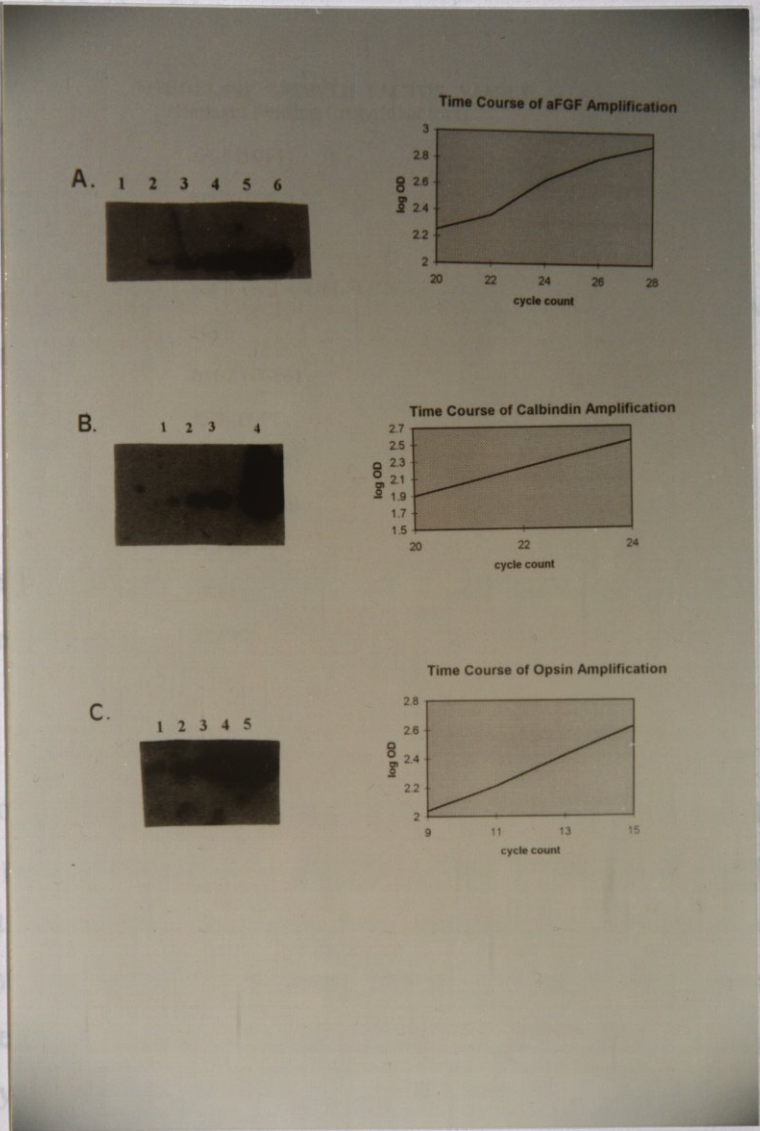 A. 1 2 3 4 5 6
Time Course of aFGF Amplification
log OD
3
2.8
2.6
2.4
2.2
2
20 22 24 26 28
cycle count
B. 1 2 3 4
Time Course of Calbindin Amplification
log OD
2.7
2.5
2.3
2.1
1.9
1.7
1.5
20 22 24
cycle count
C. 1 2 3 4 5
Time Course of Opsin Amplification
log OD
2.8
2.6
2.4
2.2
2
9 11 13 15
cycle count